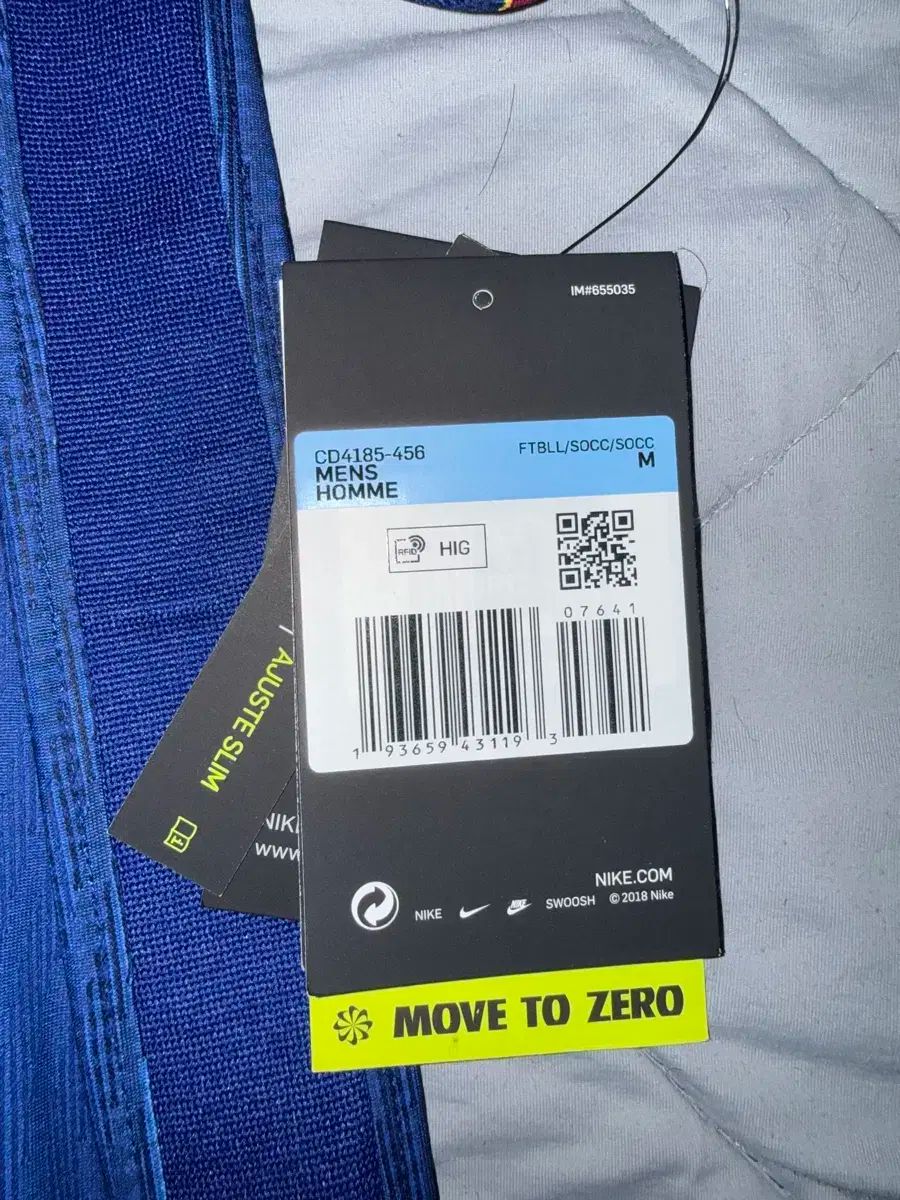 IM#655035
CD4185-456
FTBLL/SOCC/SOCC
MENS
M
HOMME
RFID
HIG
07641
1 93659 43119 3
AJUSTE SLIM
www
NIKE.COM
NIKE NIKE SWOOSH © 2018 Nike
MOVE TO ZERO